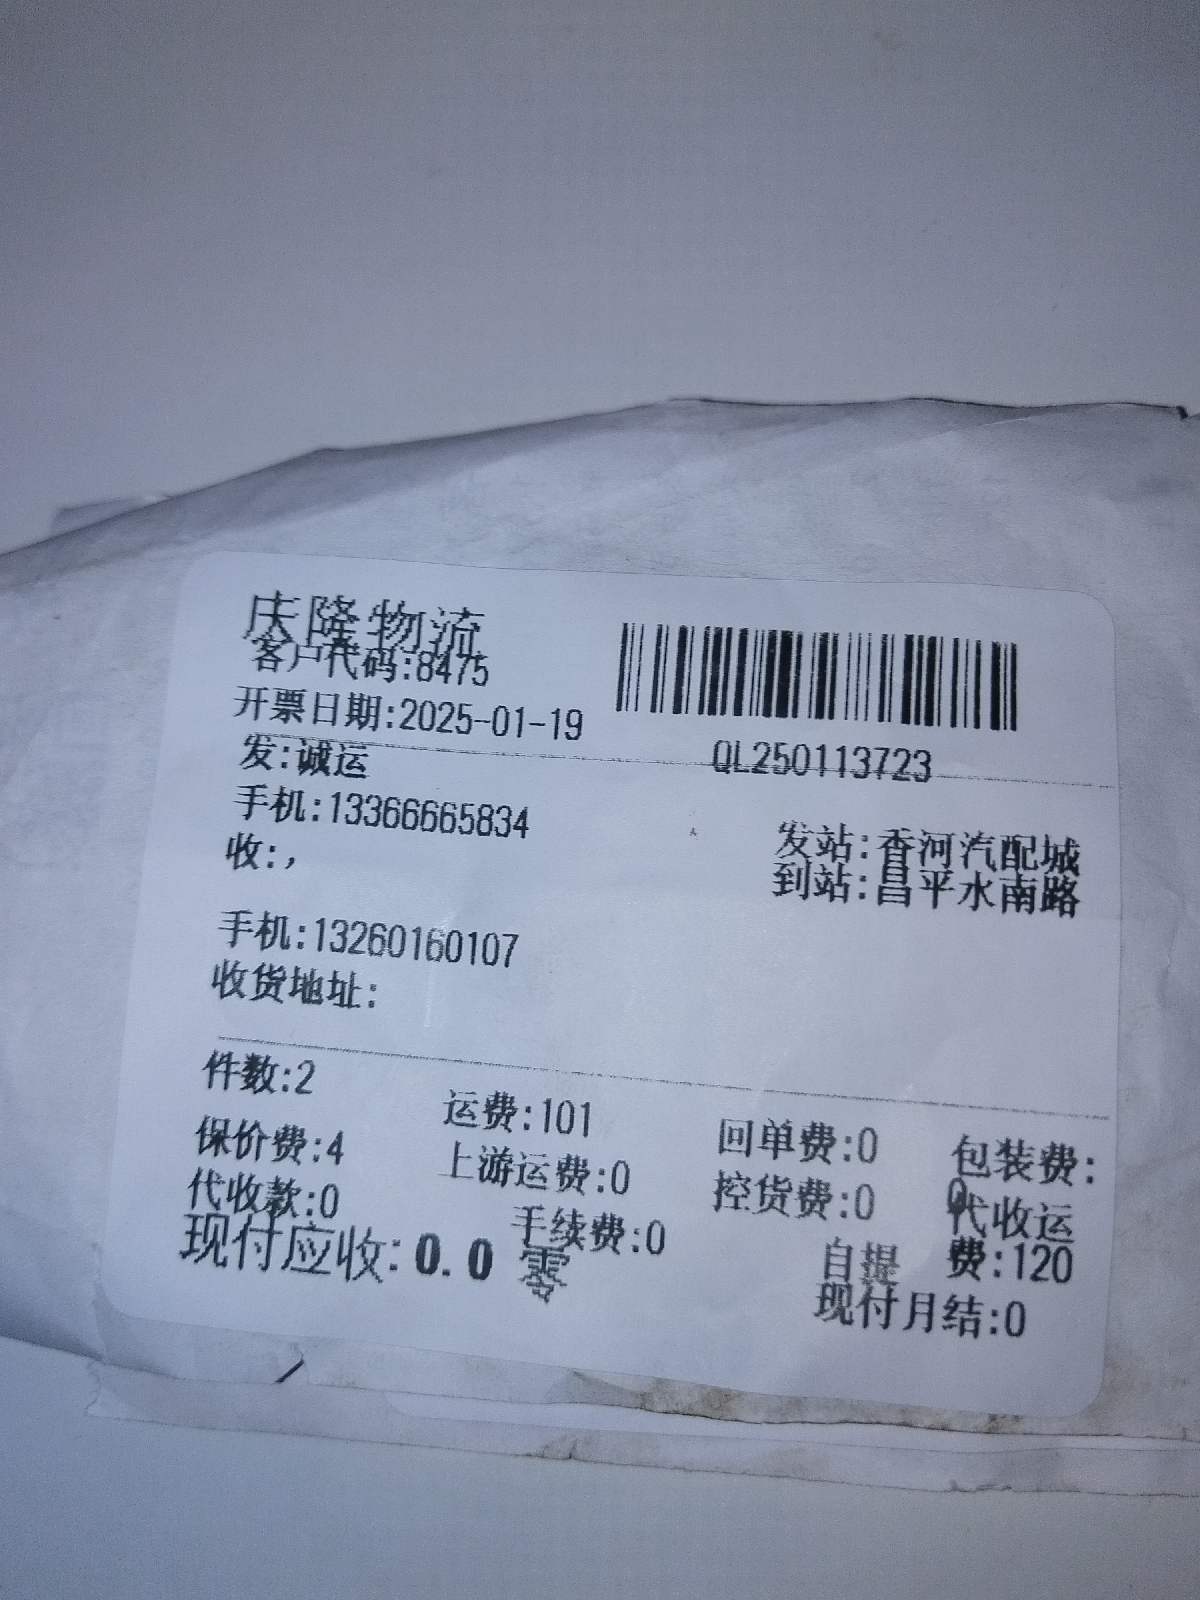 庆隆物流
客户代码:8475
开票日期:2025-01-19
QL250113723
发:诚运
手机:13366665834
收:,
发站:香河汽配城
到站:昌平水南路
手机:13260160107
收货地址:
件数:2
运费:101
回单费:0
包装费:
0
保价费:4
上游运费:0
控货费:0
代收运
费:120
代收款:0
手续费:0
自提
现付应收:0.0 零
现付月结:0